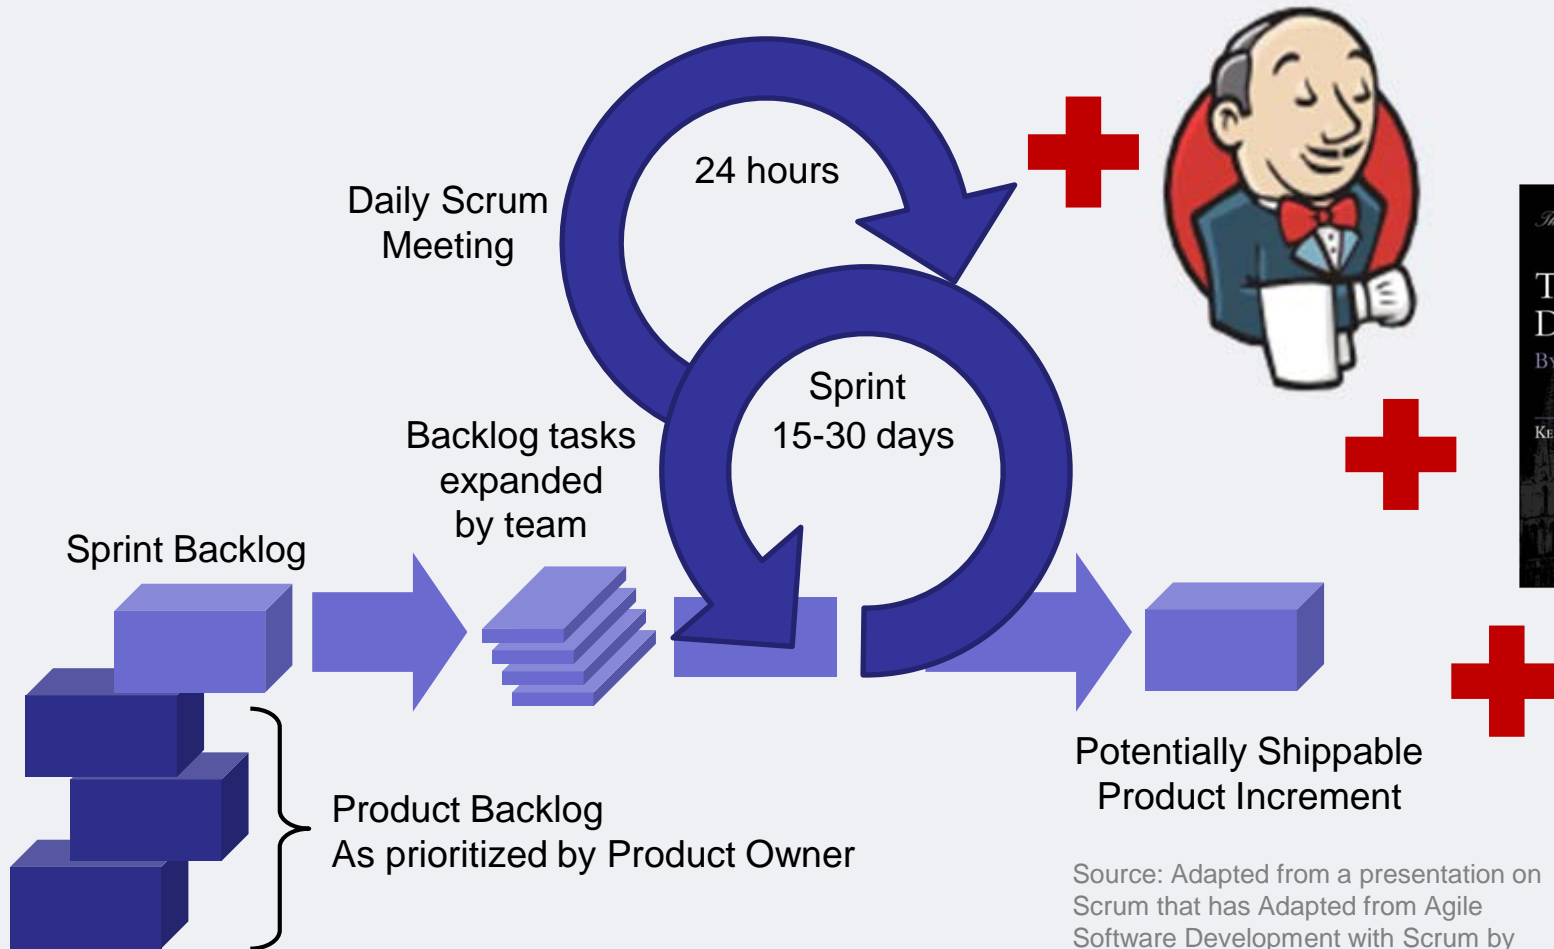 24 hours
Daily Scrum
Meeting
Sprint
15-30 days
Backlog tasks
expanded
by team
Sprint Backlog
Potentially Shippable
Product Increment
Product Backlog
As prioritized by Product Owner
Source: Adapted from a presentation on
Scrum that has Adapted from Agile
Software Development with Scrum by